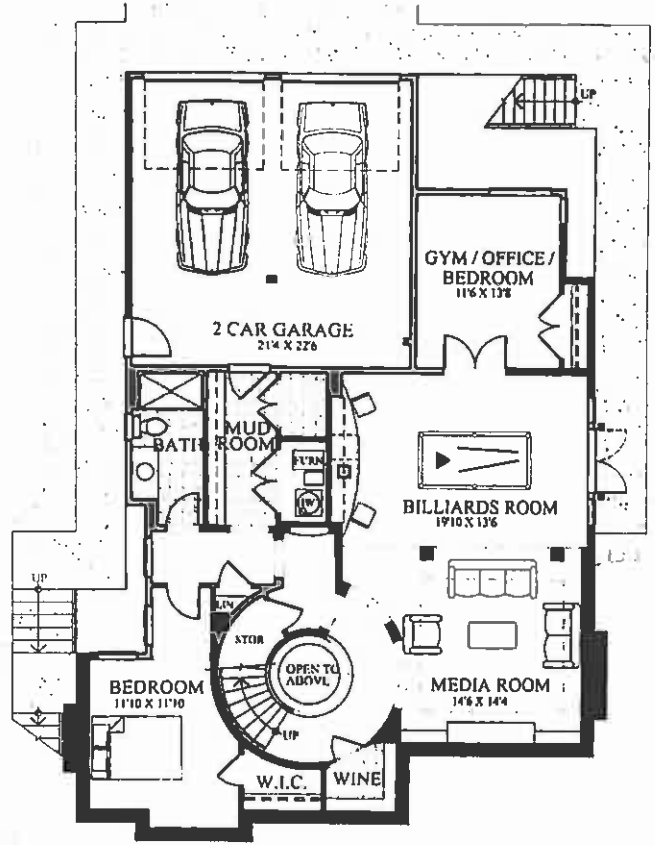 UP
GYM / OFFICE /
BEDROOM
11'6 X 13'8
2 CAR GARAGE
21'4 X 22'6
MUD
ROOM
BATH
FURN
HW
BILLIARDS ROOM
19'10 X 13'6
UP
LIN
STOR
OPEN TO
ABOVE
BEDROOM
11'10 X 11'10
MEDIA ROOM
14'6 X 14'4
UP
W.I.C.
WINE